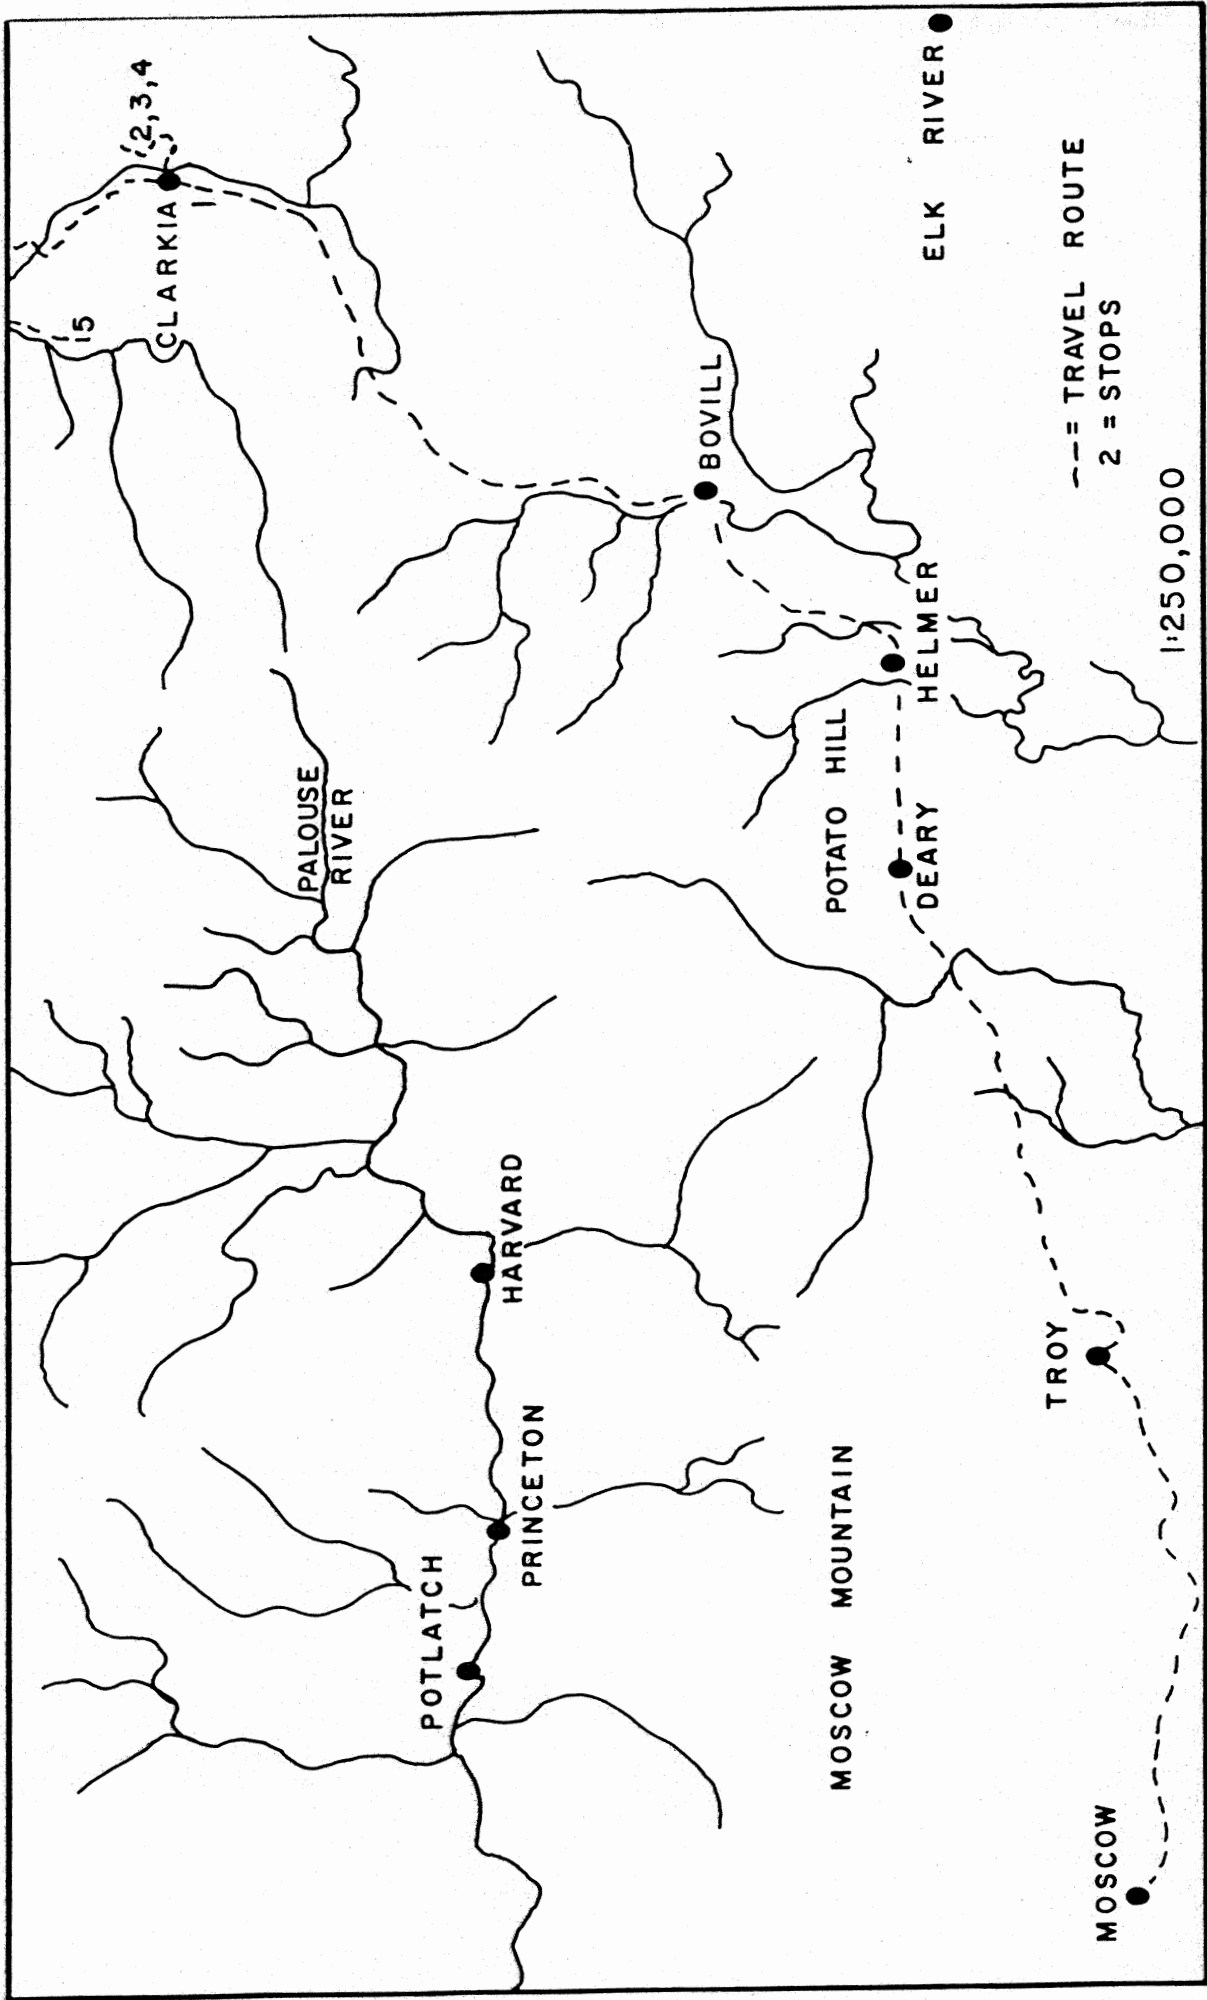 2,3,4
CLARKIA
1
15
ELK RIVER
BOVILL
PALOUSE
RIVER
HELMER
POTATO HILL
DEARY
HARVARD
PRINCETON
POTLATCH
TROY
MOSCOW MOUNTAIN
MOSCOW
--= TRAVEL ROUTE
2 = STOPS
1:250,000